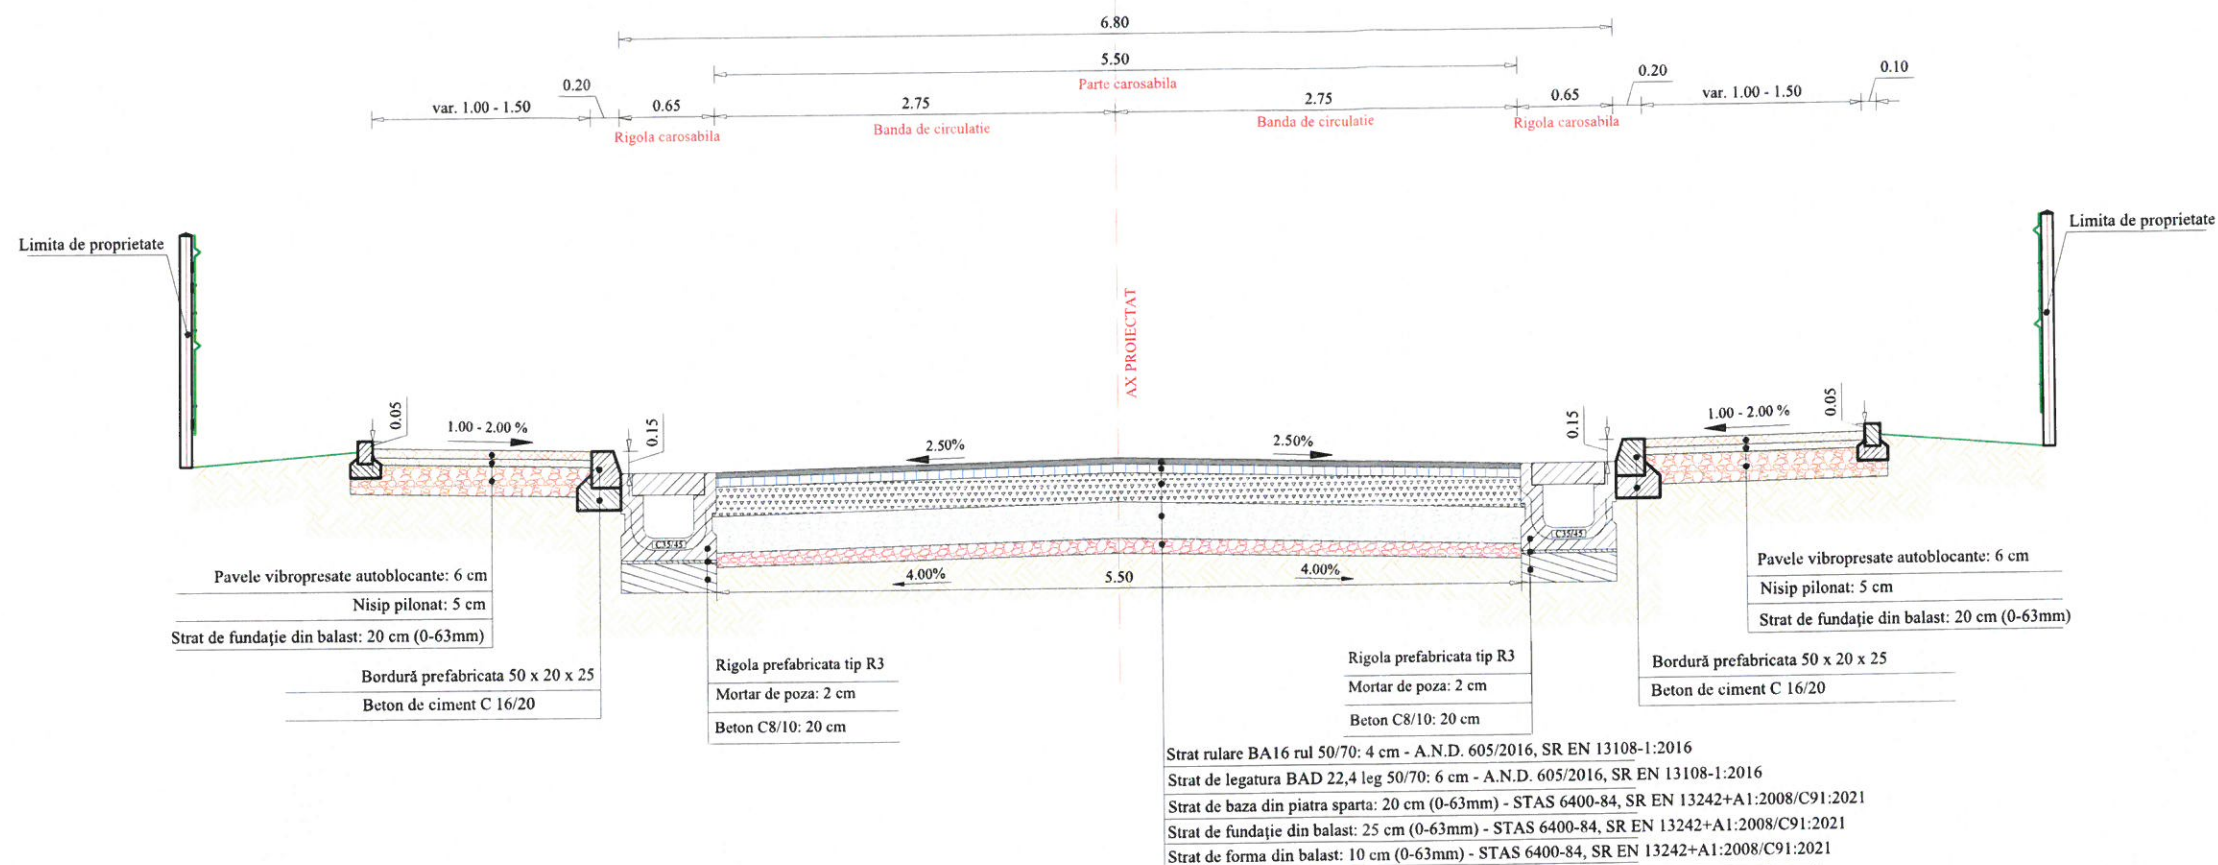 6.80
5.50
Parte carosabila
0.20
0.20
0.10
var. 1.00 - 1.50
0.65
2.75
2.75
0.65
var. 1.00 - 1.50
Rigola carosabila
Banda de circulatie
Banda de circulatie
Rigola carosabila
Limita de proprietate
Limita de proprietate
AX PROIECTAT
0.05
1.00 - 2.00 %
0.15
2.50%
2.50%
0.15
1.00 - 2.00 %
0.05
C35/45
C35/45
4.00%
5.50
4.00%
Pavele vibropresate autoblocante: 6 cm
Nisip pilonat: 5 cm
Strat de fundaţie din balast: 20 cm (0-63mm)
Bordură prefabricata 50 x 20 x 25
Beton de ciment C 16/20
Rigola prefabricata tip R3
Mortar de poza: 2 cm
Beton C8/10: 20 cm
Rigola prefabricata tip R3
Mortar de poza: 2 cm
Beton C8/10: 20 cm
Pavele vibropresate autoblocante: 6 cm
Nisip pilonat: 5 cm
Strat de fundaţie din balast: 20 cm (0-63mm)
Bordură prefabricata 50 x 20 x 25
Beton de ciment C 16/20
Strat rulare BA16 rul 50/70: 4 cm - A.N.D. 605/2016, SR EN 13108-1:2016
Strat de legatura BAD 22,4 leg 50/70: 6 cm - A.N.D. 605/2016, SR EN 13108-1:2016
Strat de baza din piatra sparta: 20 cm (0-63mm) - STAS 6400-84, SR EN 13242+A1:2008/C91:2021
Strat de fundaţie din balast: 25 cm (0-63mm) - STAS 6400-84, SR EN 13242+A1:2008/C91:2021
Strat de forma din balast: 10 cm (0-63mm) - STAS 6400-84, SR EN 13242+A1:2008/C91:2021